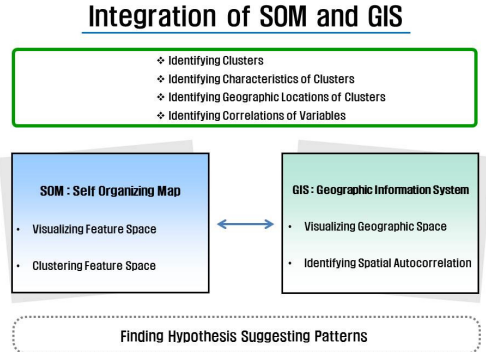 Integration of SOM and GIS
❖ Identifying Clusters
❖ Identifying Characteristics of Clusters
❖ Identifying Geographic Locations of Clusters
❖ Identifying Correlations of Variables
SOM : Self Organizing Map
• Visualizing Feature Space
• Clustering Feature Space
GIS : Geographic Information System
• Visualizing Geographic Space
• Identifying Spatial Autocorrelation
Finding Hypothesis Suggesting Patterns